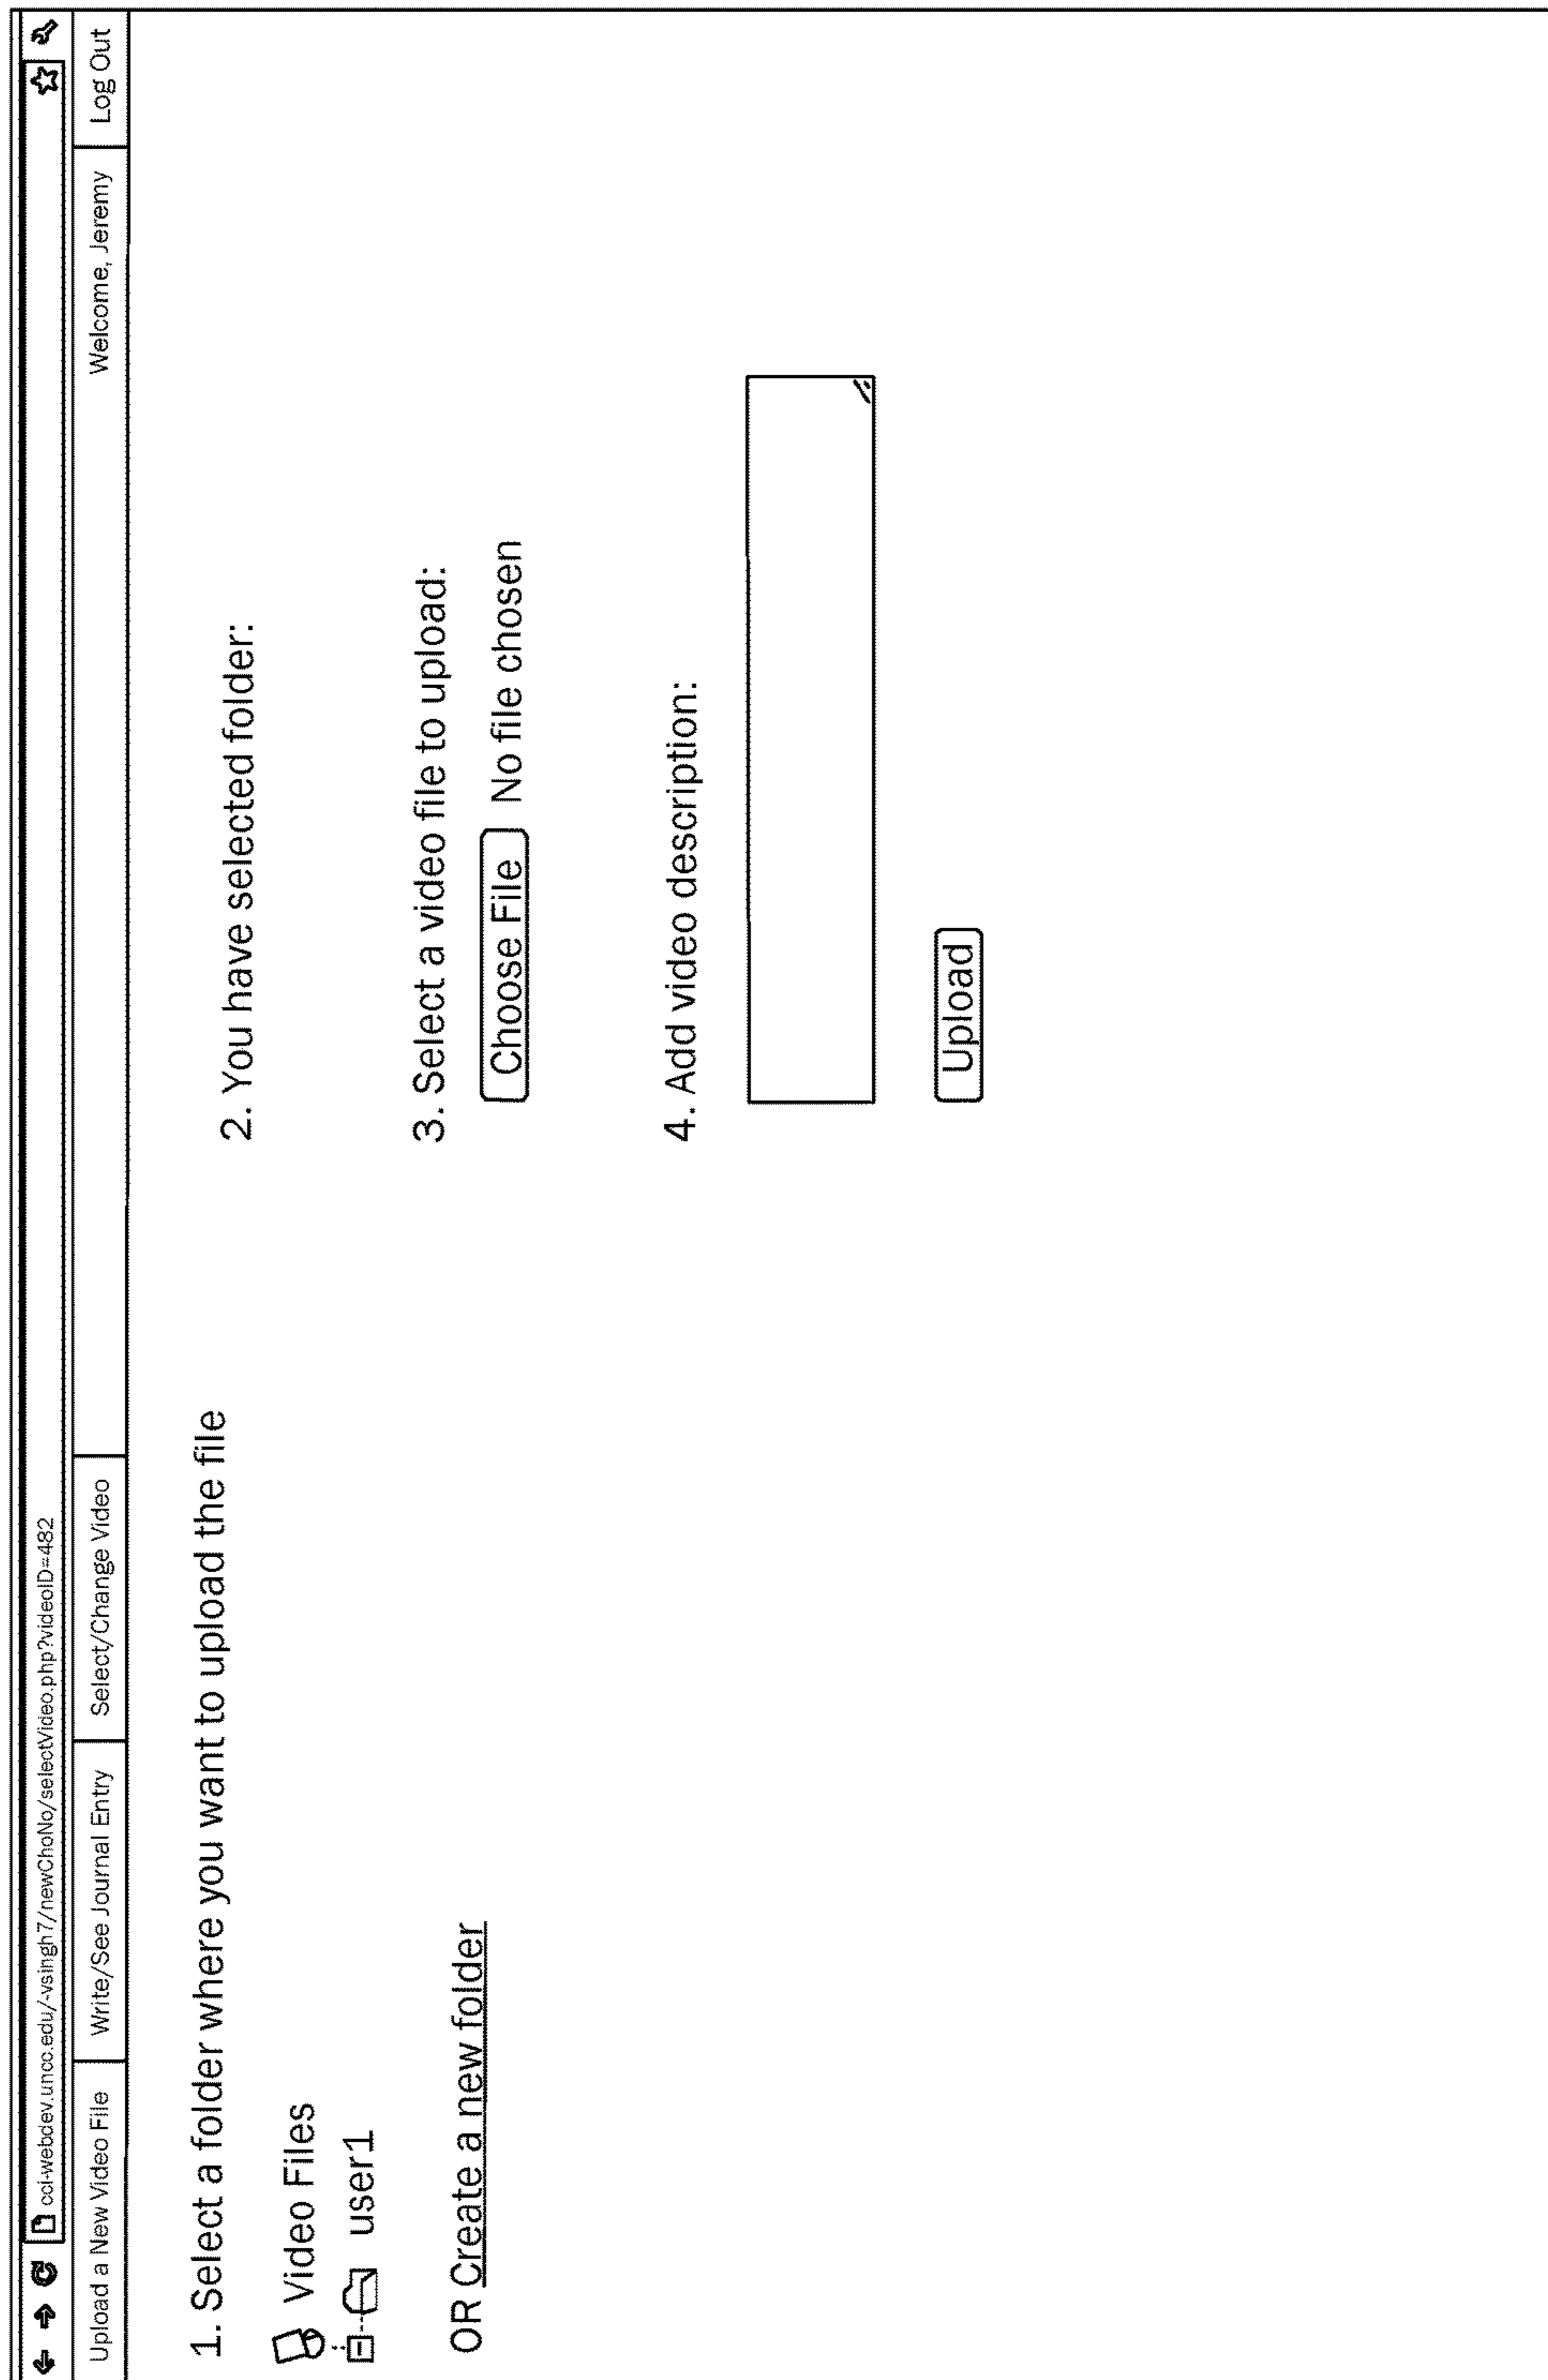 cci-webdev.uncc.edu/~vsingh7/newChoNo/selectVideo.php?videoID=482
Upload a New Video File Write/See Journal Entry Select/Change Video Welcome, Jeremy Log Out
1. Select a folder where you want to upload the file
Video Files
user1
OR Create a new folder
2. You have selected folder:
3. Select a video file to upload:
Choose File No file chosen
4. Add video description:
Upload